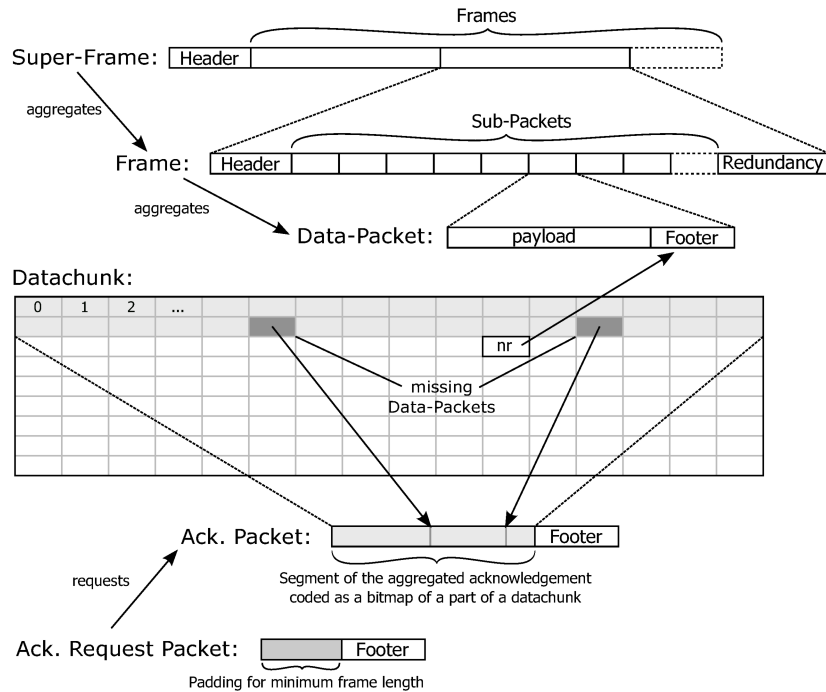 Frames
Super-Frame: Header
aggregates
Sub-Packets
Frame: Header Redundancy
aggregates
Data-Packet: payload Footer
Datachunk:
0 1 2 ...
nr
missing
Data-Packets
Ack. Packet: Footer
requests
Segment of the aggregated acknowledgement
coded as a bitmap of a part of a datachunk
Ack. Request Packet: Footer
Padding for minimum frame length